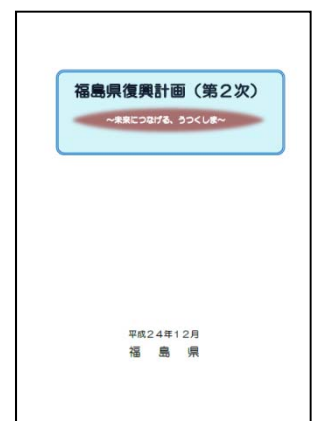 福島県復興計画（第２次）
～未来につなげる、うつくしま～
平成２４年１２月
福 島 県